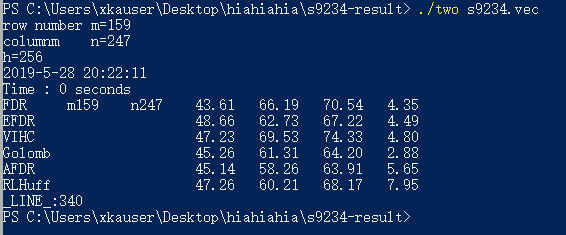 PS C:\Users\xkauser\Desktop\hiahiahia\s9234-result> ./two s9234.vec
row number m=159
columnm    n=247
h=256
2019-5-28 20:22:11
Time : 0 seconds
FDR    m159    n247    43.61    66.19    70.54    4.35
EFDR    48.66    62.73    67.22    4.49
VIHC    47.23    69.53    74.33    4.80
Golomb    45.26    61.31    64.20    2.88
AFDR    45.14    58.26    63.91    5.65
RLHuff    47.26    60.21    68.17    7.95
_LINE_:340
PS C:\Users\xkauser\Desktop\hiahiahia\s9234-result>